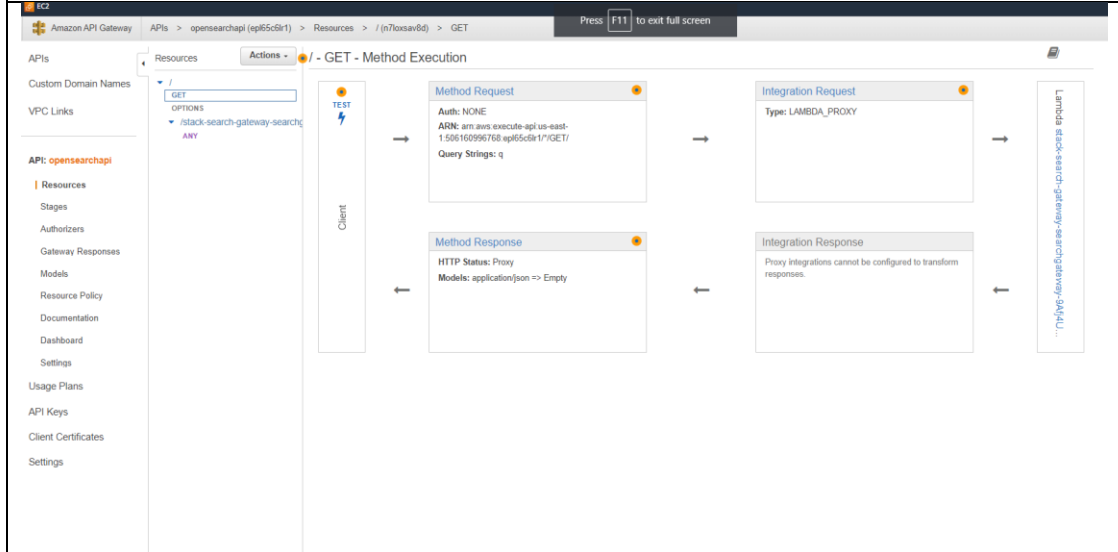 EC2
Press F11 to exit full screen
Amazon API Gateway
APIs > opensearchapi (epl65c6lr1) > Resources > / (n7loxsav8d) > GET
APIs
Custom Domain Names
VPC Links
API: opensearchapi
Resources
Stages
Authorizers
Gateway Responses
Models
Resource Policy
Documentation
Dashboard
Settings
Usage Plans
API Keys
Client Certificates
Settings
Resources
Actions
/
GET
OPTIONS
/stack-search-gateway-searchg
ANY
/ - GET - Method Execution
TEST
Client
Method Request
Auth: NONE
ARN: arn:aws:execute-api:us-east-
1:506160996768:epl65c6lr1/*/GET/
Query Strings: q
Integration Request
Type: LAMBDA_PROXY
Method Response
HTTP Status: Proxy
Models: application/json => Empty
Integration Response
Proxy integrations cannot be configured to transform
responses.
Lambda stack-search-gateway-searchgateway-9Afj4U...